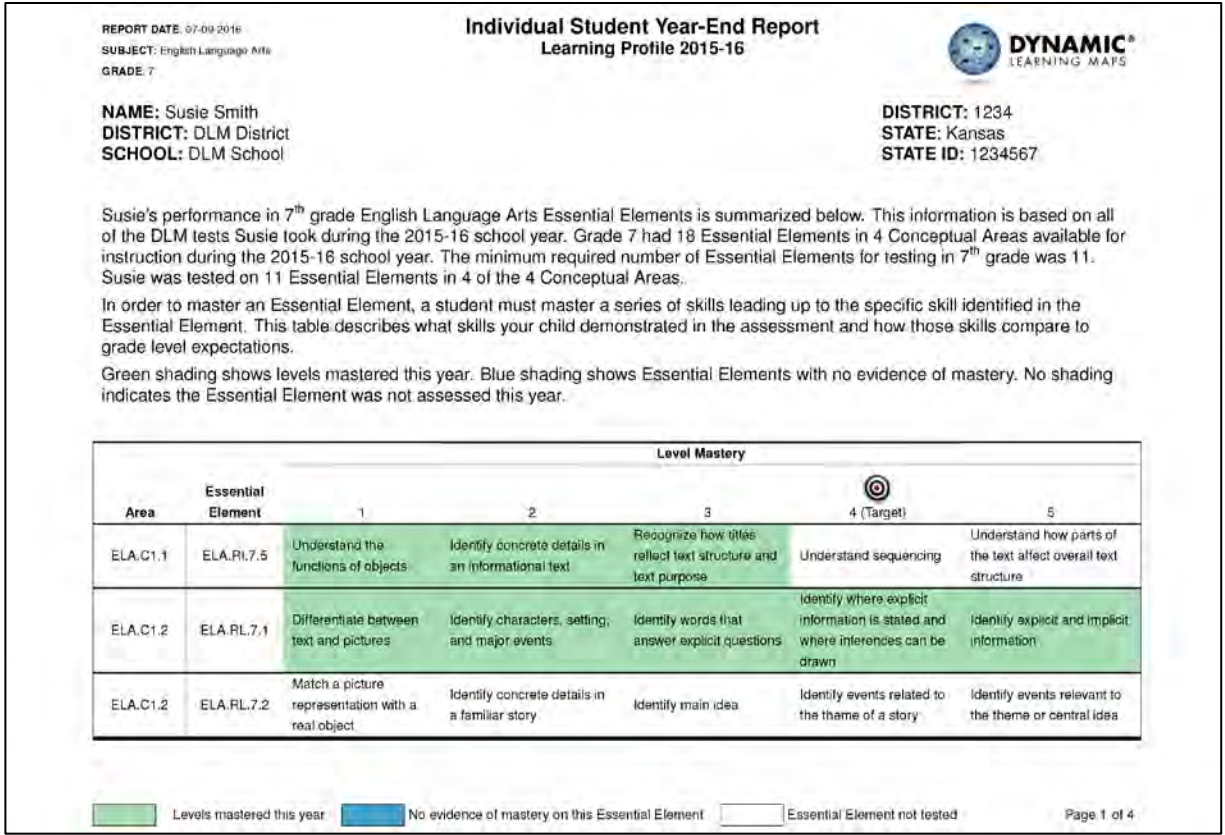 REPORT DATE: 07-09-2016
SUBJECT: English Language Arts
GRADE: 7
Individual Student Year-End Report
Learning Profile 2015-16
DYNAMIC®
LEARNING MAPS
NAME: Susie Smith
DISTRICT: DLM District
SCHOOL: DLM School
DISTRICT: 1234
STATE: Kansas
STATE ID: 1234567
Susie's performance in 7th grade English Language Arts Essential Elements is summarized below. This information is based on all
of the DLM tests Susie took during the 2015-16 school year. Grade 7 had 18 Essential Elements in 4 Conceptual Areas available for
instruction during the 2015-16 school year. The minimum required number of Essential Elements for testing in 7th grade was 11.
Susie was tested on 11 Essential Elements in 4 of the 4 Conceptual Areas.
In order to master an Essential Element, a student must master a series of skills leading up to the specific skill identified in the
Essential Element. This table describes what skills your child demonstrated in the assessment and how those skills compare to
grade level expectations.
Green shading shows levels mastered this year. Blue shading shows Essential Elements with no evidence of mastery. No shading
indicates the Essential Element was not assessed this year.
Level Mastery
Area
Essential
Element
1
2
3
4 (Target)
5
ELA.C1.1
ELA.RI.7.5
Understand the
functions of objects
Identify concrete details in
an informational text
Recognize how titles
reflect text structure and
text purpose
Understand sequencing
Understand how parts of
the text affect overall text
structure
ELA.C1.2
ELA.RL.7.1
Differentiate between
text and pictures
Identify characters, setting,
and major events
Identify words that
answer explicit questions
Identify where explicit
information is stated and
where inferences can be
drawn
Identify explicit and implicit
information
ELA.C1.2
ELA.RL.7.2
Match a picture
representation with a
real object
Identify concrete details in
a familiar story
Identify main idea
Identify events related to
the theme of a story
Identify events relevant to
the theme or central idea
Levels mastered this year
No evidence of mastery on this Essential Element
Essential Element not tested
Page 1 of 4